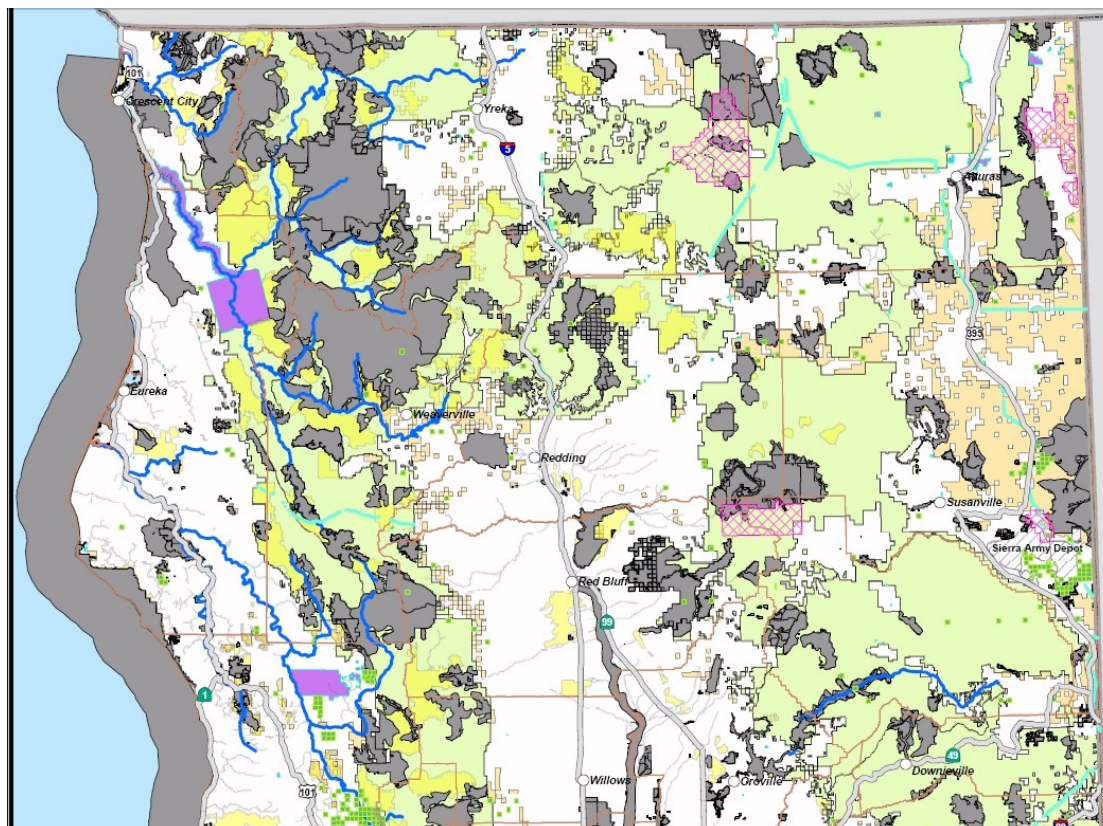 101
Crescent City
Yreka
5
Alturas
395
Eureka
Weaverville
Redding
Susanville
Sierra Army Depot
Red Bluff
99
1
49
Downieville
101
Willows
Oroville